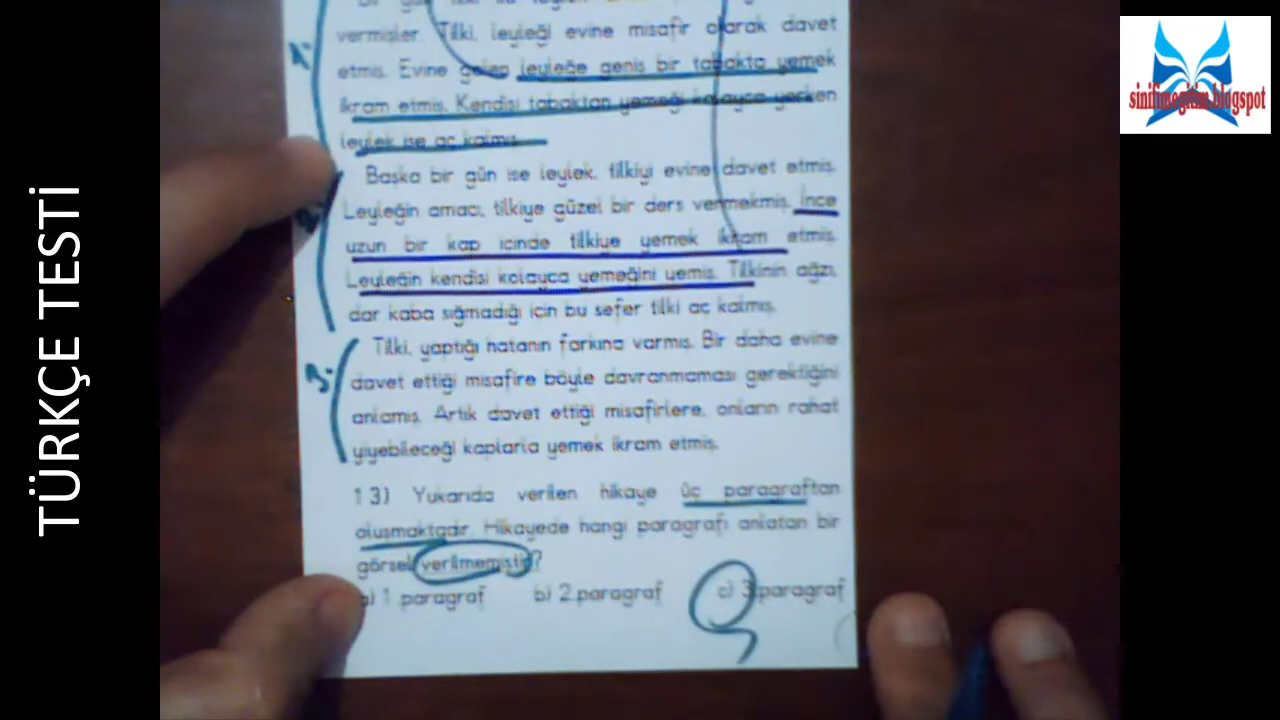 TÜRKÇE TESTİ
sinifimegitim.blogspot
vermişler. Tilki, leyleği evine misafir olarak davet
etmiş. Evine gelen leyleğe geniş bir tabakta yemek
ikram etmiş. Kendisi tabaktan yemeği kolayca yerken
leylek ise aç kalmış.
Başka bir gün ise leylek, tilkiyi evine davet etmiş.
Leyleğin amacı, tilkiye güzel bir ders vermekmiş. İnce
uzun bir kap içinde tilkiye yemek ikram etmiş.
Leyleğin kendisi kolayca yemeğini yemiş. Tilkinin ağzı,
dar kaba sığmadığı için bu sefer tilki aç kalmış.
3.
Tilki, yaptığı hatanın farkına varmış. Bir daha evine
davet ettiği misafire böyle davranmaması gerektiğini
anlamış. Artık davet ettiği misafirlere, onların rahat
yiyebileceği kaplarla yemek ikram etmiş.
13) Yukarıda verilen hikaye üç paragraftan
oluşmaktadır. Hikayede hangi paragrafı anlatan bir
görsel verilmemiştir?
a) 1.paragraf b) 2.paragraf c) 3.paragraf